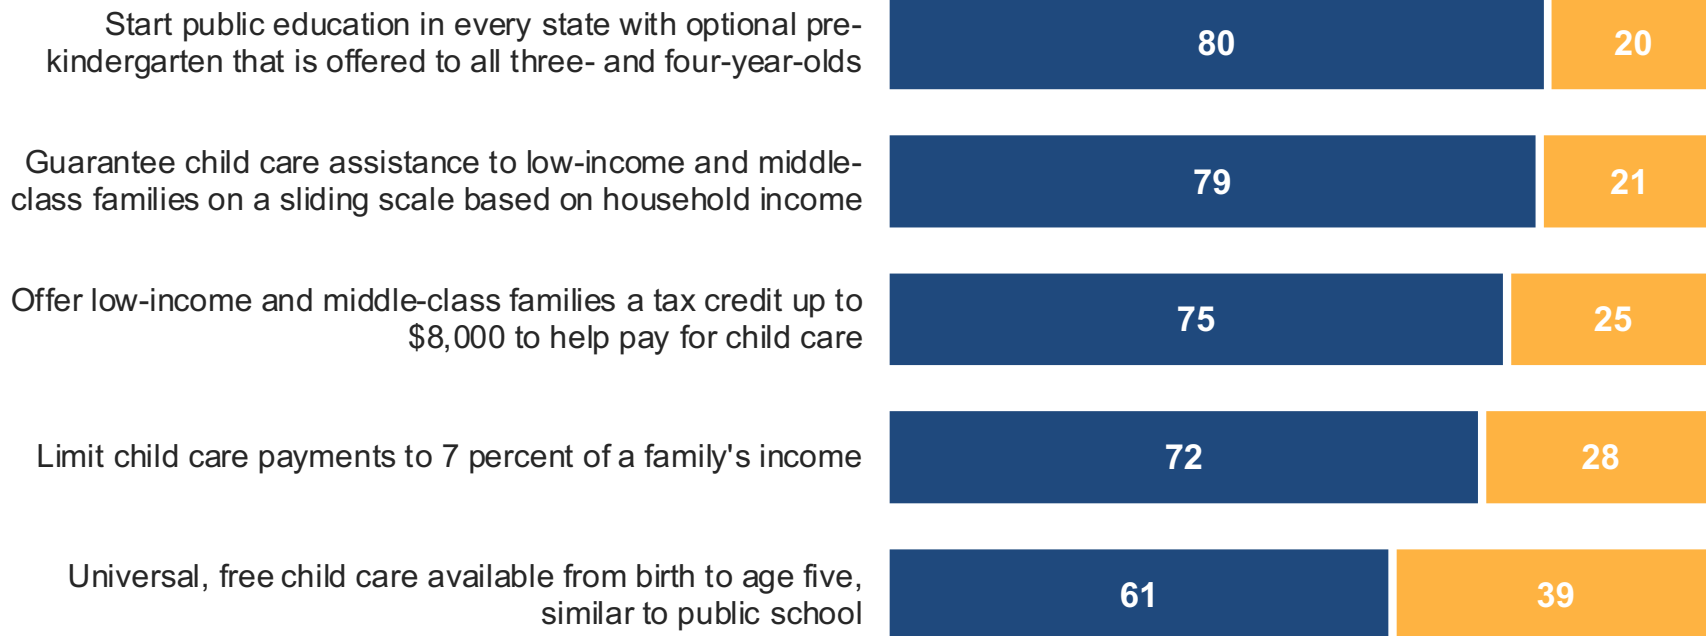 Start public education in every state with optional pre-
kindergarten that is offered to all three- and four-year-olds
80
20
Guarantee child care assistance to low-income and middle-
class families on a sliding scale based on household income
79
21
Offer low-income and middle-class families a tax credit up to
$8,000 to help pay for child care
75
25
Limit child care payments to 7 percent of a family's income
72
28
Universal, free child care available from birth to age five,
similar to public school
61
39